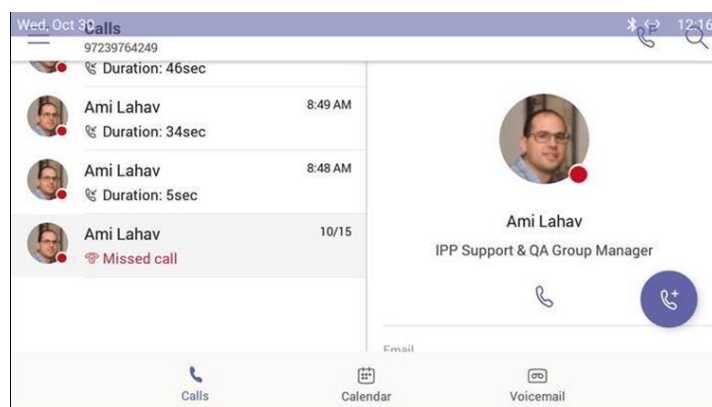 Wed, Oct 30
12:16
Calls
97239764249
Duration: 46sec
Ami Lahav
8:49 AM
Duration: 34sec
Ami Lahav
8:48 AM
Duration: 5sec
Ami Lahav
10/15
Missed call
Ami Lahav
IPP Support & QA Group Manager
Email
Calls
Calendar
Voicemail